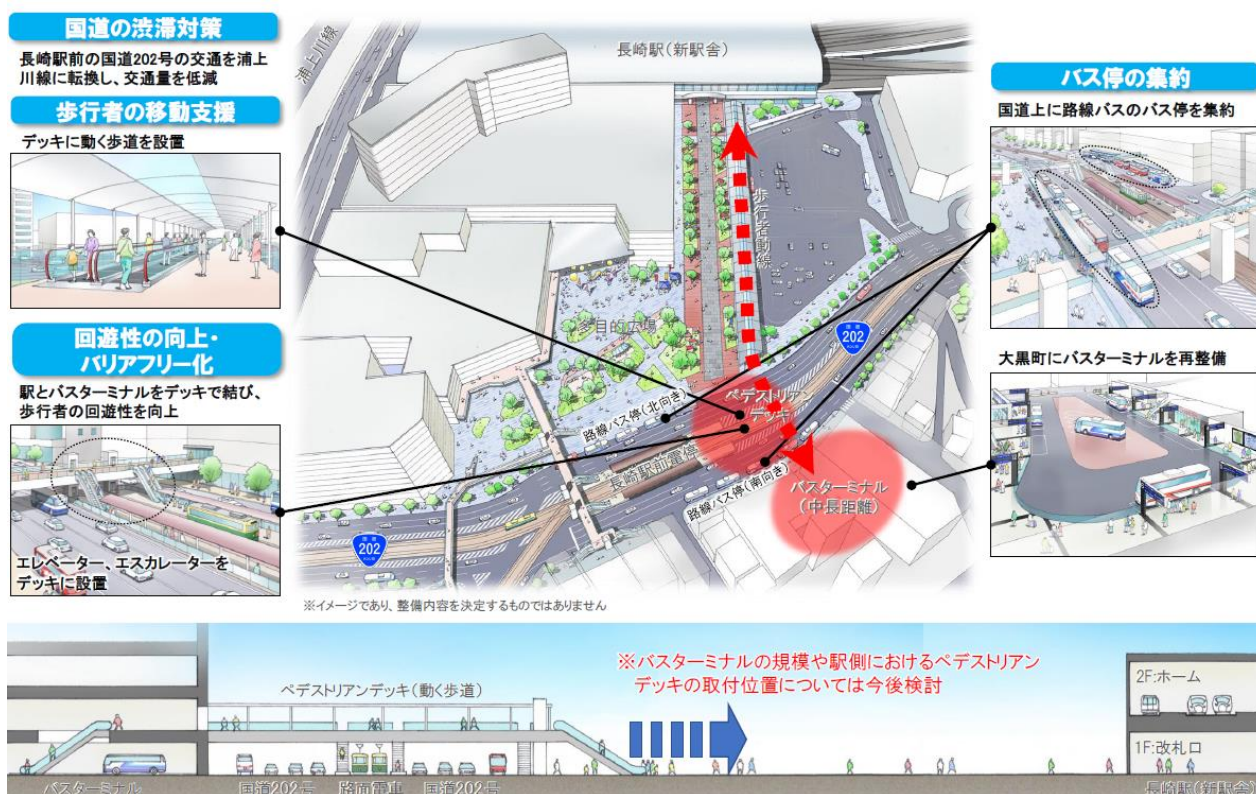 国道の渋滞対策
長崎駅前の国道202号の交通を浦上
川線に転換し、交通量を低減
歩行者の移動支援
デッキに動く歩道を設置
回遊性の向上・
バリアフリー化
駅とバスターミナルをデッキで結び、
歩行者の回遊性を向上
エレベーター、エスカレーターを
デッキに設置
浦上川線
長崎駅(新駅舎)
歩行者動線
多目的広場
国道
202
ペデストリアン
デッキ
路線バス停(北向き)
長崎駅前電停
路線バス停(南向き)
バスターミナル
(中長距離)
国道
202
※イメージであり、整備内容を決定するものではありません
バス停の集約
国道上に路線バスのバス停を集約
大黒町にバスターミナルを再整備
※バスターミナルの規模や駅側におけるペデストリアン
デッキの取付位置については今後検討
ペデストリアンデッキ(動く歩道)
2F:ホーム
1F:改札口
バスターミナル
国道202号
路面電車
国道202号
長崎駅(新駅舎)